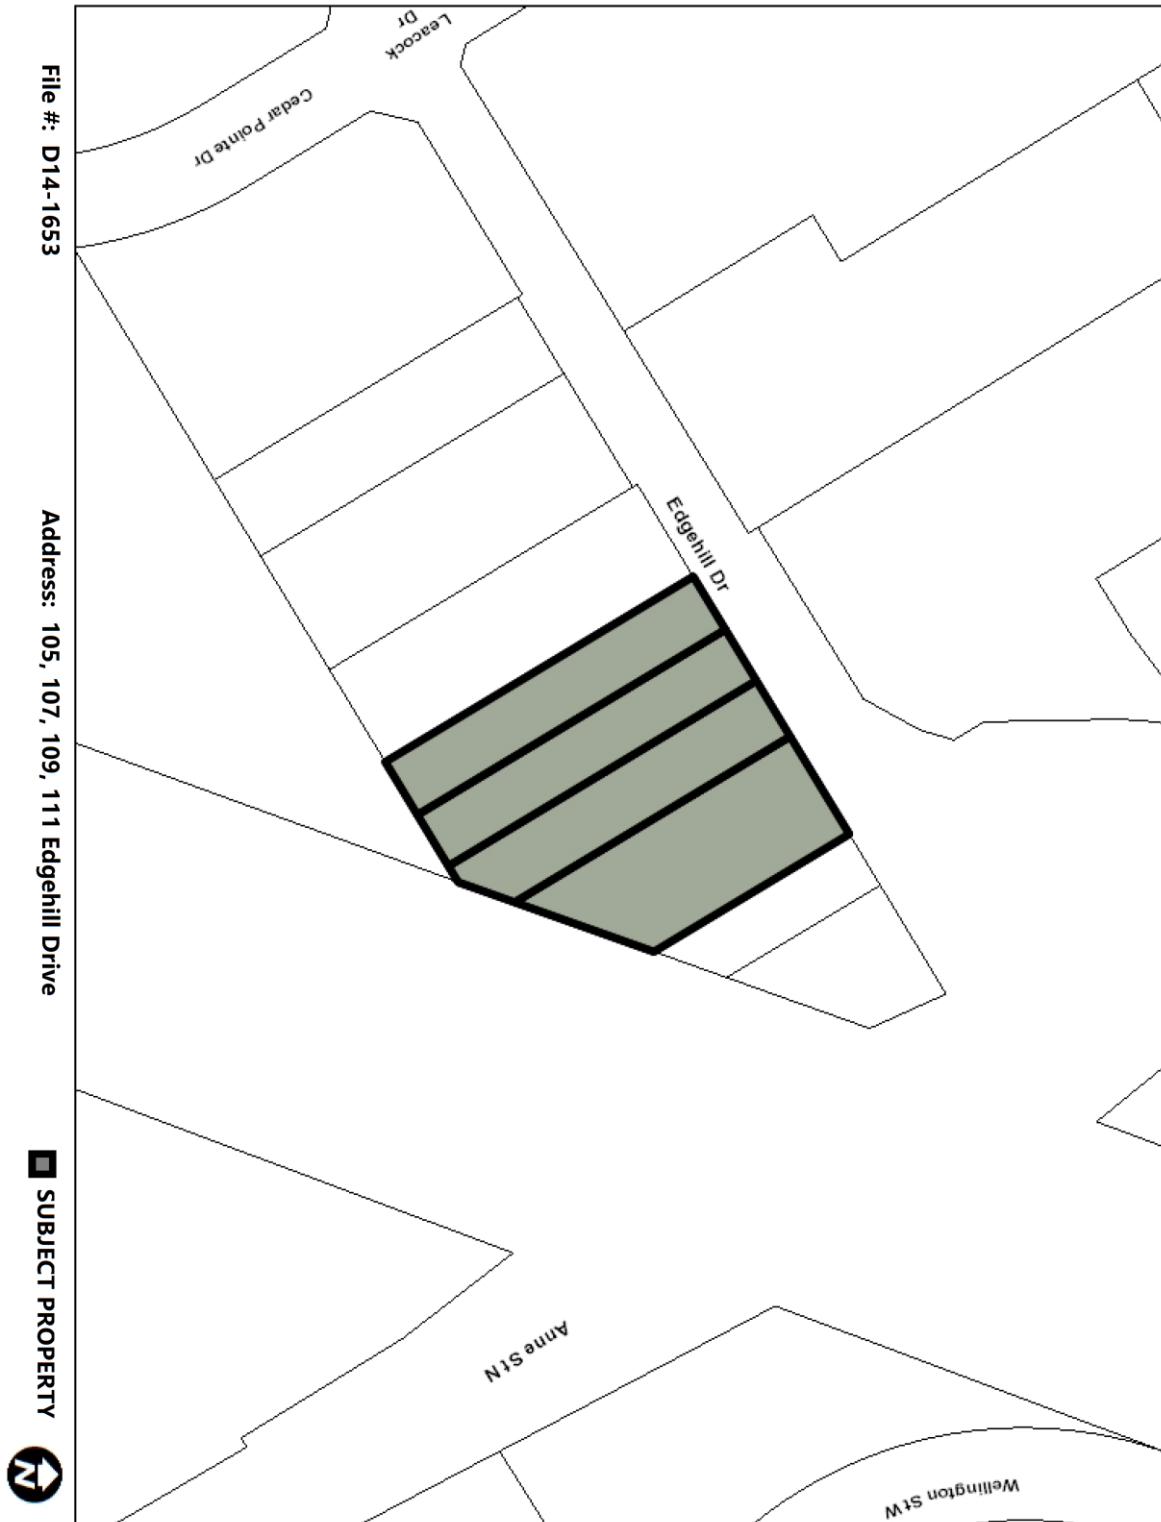 Leacock
Dr
Cedar Pointe Dr
Edgehill Dr
Anne St N
Wellington St W
File #: D14-1653
Address: 105, 107, 109, 111 Edgehill Drive
SUBJECT PROPERTY
N